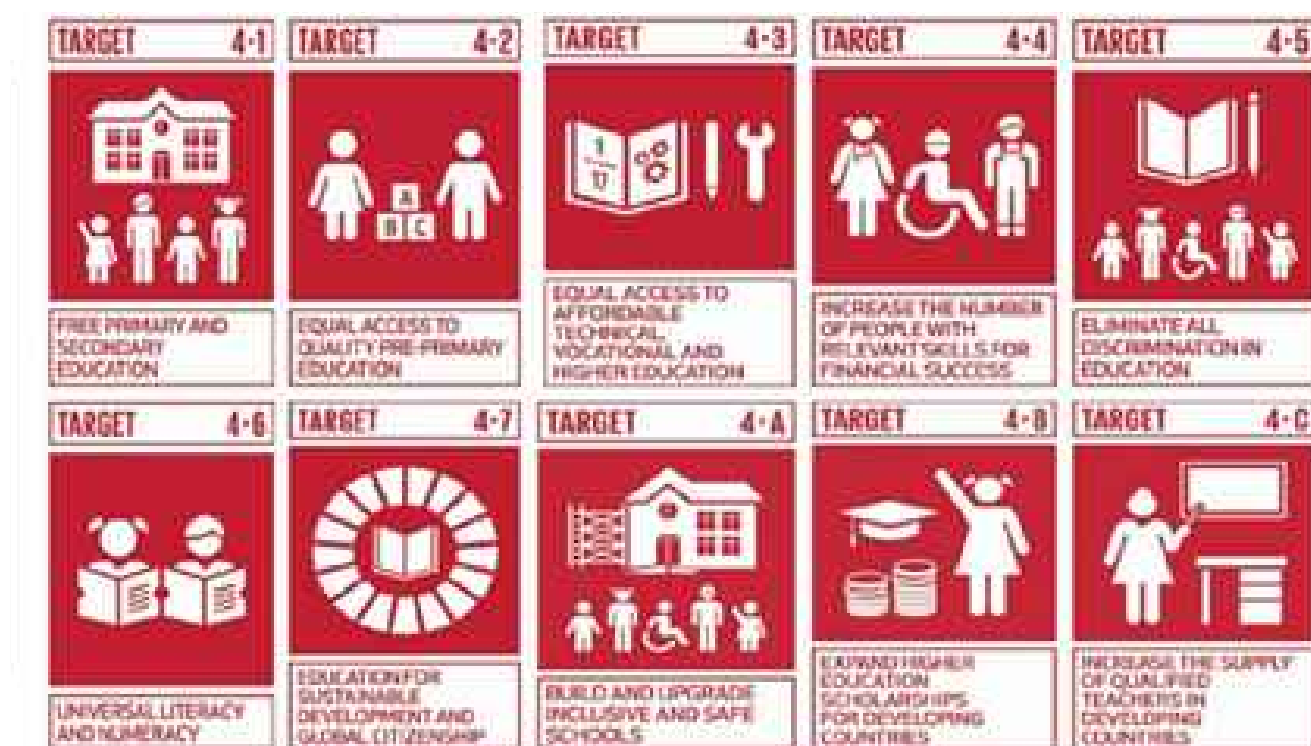 TARGET 4·1
FREE PRIMARY AND
SECONDARY
EDUCATION
TARGET 4·2
A
B C
EQUAL ACCESS TO
QUALITY PRE-PRIMARY
EDUCATION
TARGET 4·3
1
17
EQUAL ACCESS TO
AFFORDABLE
TECHNICAL,
VOCATIONAL AND
HIGHER EDUCATION
TARGET 4·4
INCREASE THE NUMBER
OF PEOPLE WITH
RELEVANT SKILLS FOR
FINANCIAL SUCCESS
TARGET 4·5
ELIMINATE ALL
DISCRIMINATION IN
EDUCATION
TARGET 4·6
UNIVERSAL LITERACY
AND NUMERACY
TARGET 4·7
EDUCATION FOR
SUSTAINABLE
DEVELOPMENT AND
GLOBAL CITIZENSHIP
TARGET 4·A
BUILD AND UPGRADE
INCLUSIVE AND SAFE
SCHOOLS
TARGET 4·B
EXPAND HIGHER
EDUCATION
SCHOLARSHIPS
FOR DEVELOPING
COUNTRIES
TARGET 4·C
INCREASE THE SUPPLY
OF QUALIFIED
TEACHERS IN
DEVELOPING
COUNTRIES